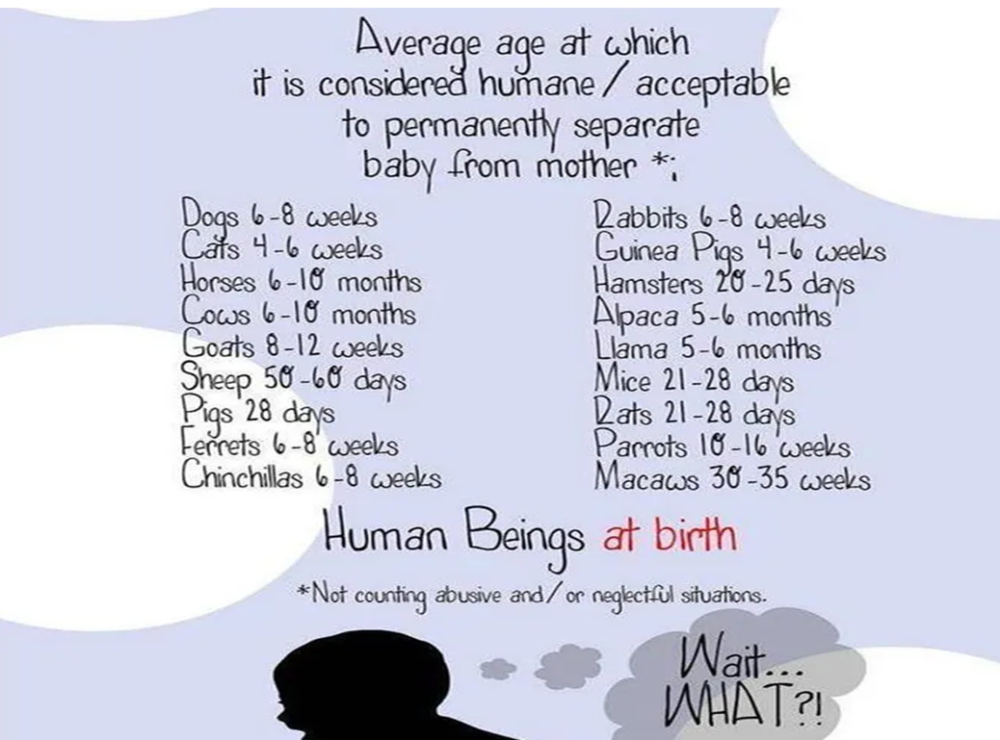 Average age at which
it is considered humane / acceptable
to permanently separate
baby from mother *;
Dogs 6-8 weeks
Cats 4-6 weeks
Horses 6-10 months
Cows 6-10 months
Goats 8-12 weeks
Sheep 50-60 days
Pigs 28 days
Ferrets 6-8 weeks
Chinchillas 6-8 weeks
Rabbits 6-8 weeks
Guinea Pigs 4-6 weeks
Hamsters 20-25 days
Alpaca 5-6 months
Llama 5-6 months
Mice 21-28 days
Rats 21-28 days
Parrots 10-16 weeks
Macaws 30-35 weeks
Human Beings at birth
*Not counting abusive and/or neglectful situations.
Wait...
WHAT?!